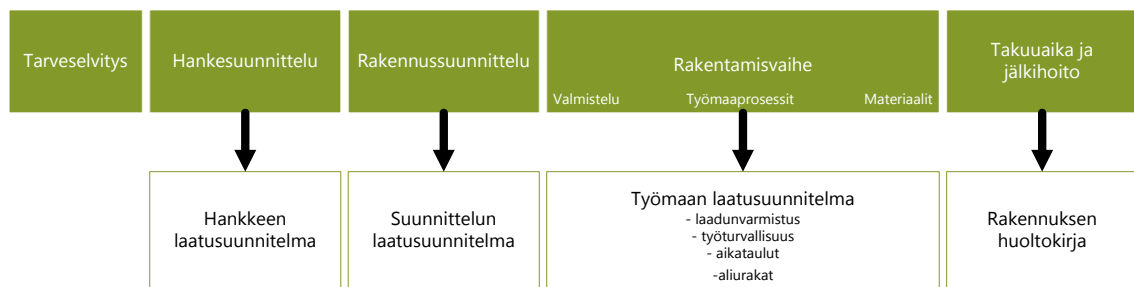 Tarveselvitys
Hankesuunnittelu
Rakennussuunnittelu
Rakentamisvaihe
Valmistelu
Työmaaprosessit
Materiaalit
Takuuaika ja
jälkihoito
Hankkeen
laatusuunnitelma
Suunnittelun
laatusuunnitelma
Työmaan laatusuunnitelma
- laadunvarmistus
- työturvallisuus
- aikataulut
-aliurakat
Rakennuksen
huoltokirja